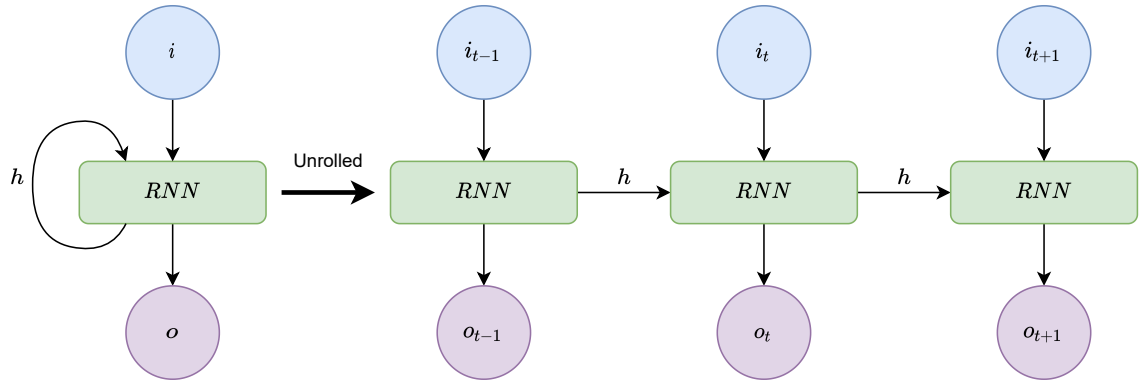 i
i_{t-1}
i_t
i_{t+1}
Unrolled
h
RNN
RNN
h
RNN
h
RNN
o
o_{t-1}
o_t
o_{t+1}